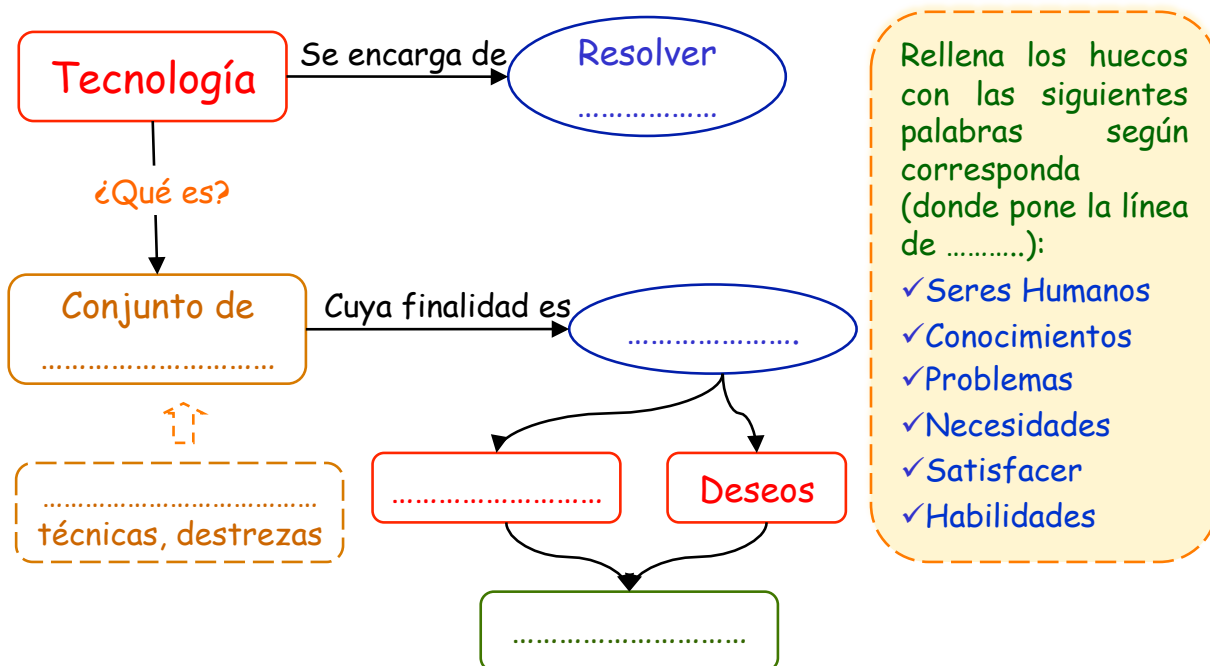 Tecnología
Se encarga de
Resolver
………………
¿Qué es?
Conjunto de
…………………………
Cuya finalidad es
……………….
………………………………
técnicas, destrezas
………………………
Deseos
…………………………
Rellena los huecos
con las siguientes
palabras según
corresponda
(donde pone la línea
de ………..):
✓Seres Humanos
✓Conocimientos
✓Problemas
✓Necesidades
✓Satisfacer
✓Habilidades